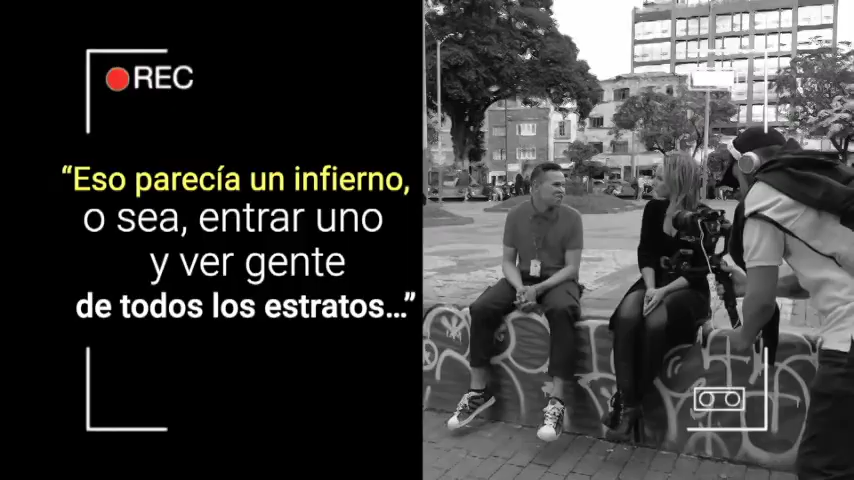 REC
“Eso parecía un infierno,
o sea, entrar uno
y ver gente
de todos los estratos...”